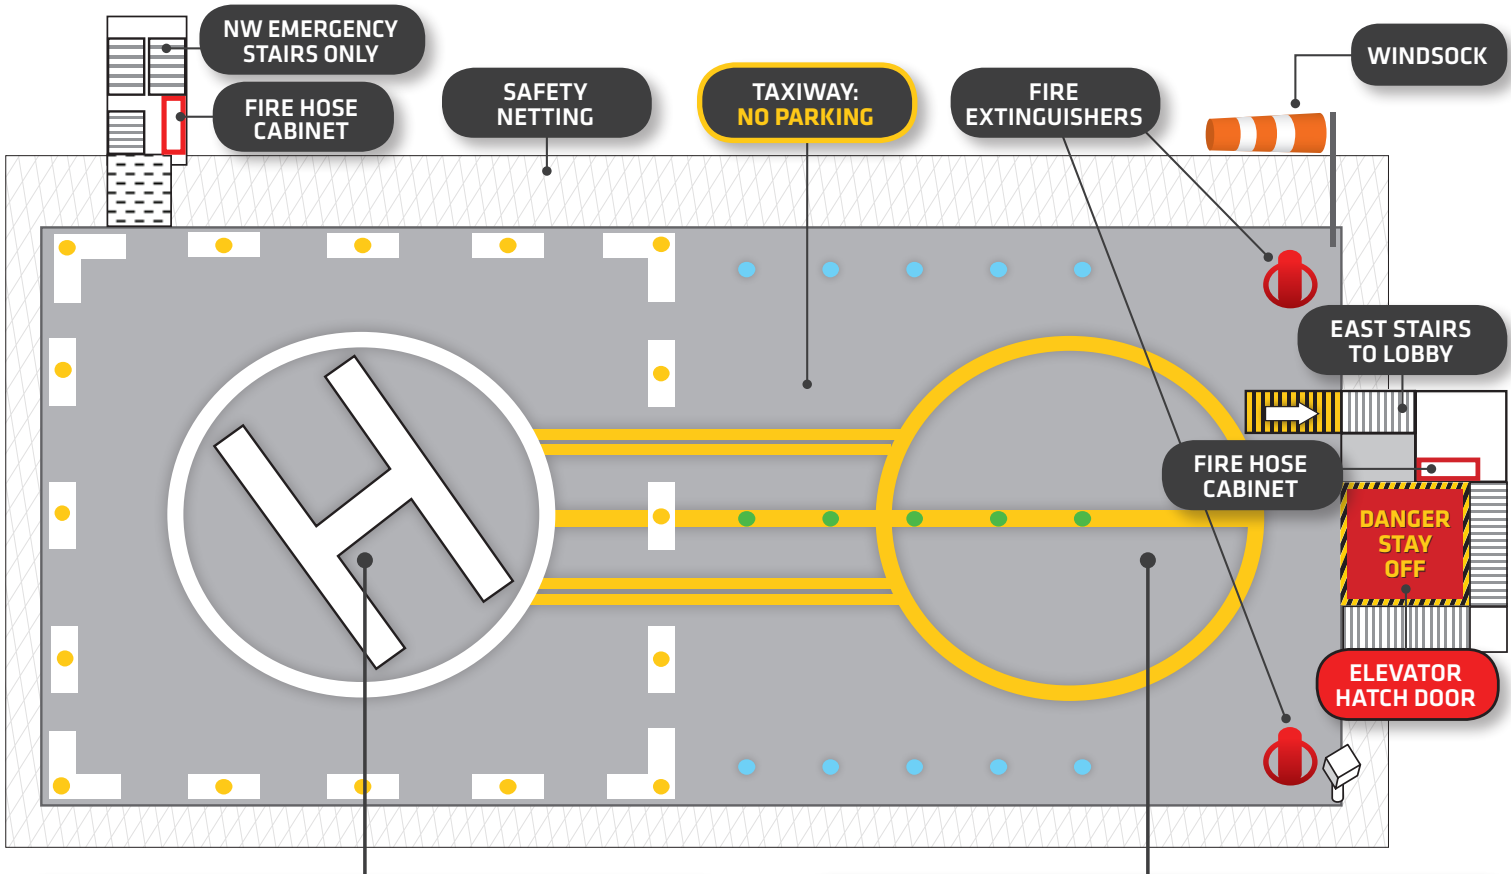 NW EMERGENCY
STAIRS ONLY
FIRE HOSE
CABINET
SAFETY
NETTING
TAXIWAY:
NO PARKING
FIRE
EXTINGUISHERS
WINDSOCK
EAST STAIRS
TO LOBBY
FIRE HOSE
CABINET
DANGER
STAY
OFF
ELEVATOR
HATCH DOOR
H